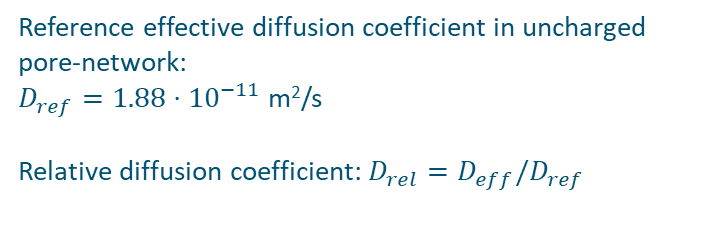 Reference effective diffusion coefficient in uncharged
pore-network:
D_ref = 1.88 · 10⁻¹¹ m²/s
Relative diffusion coefficient: D_rel = D_eff/D_ref